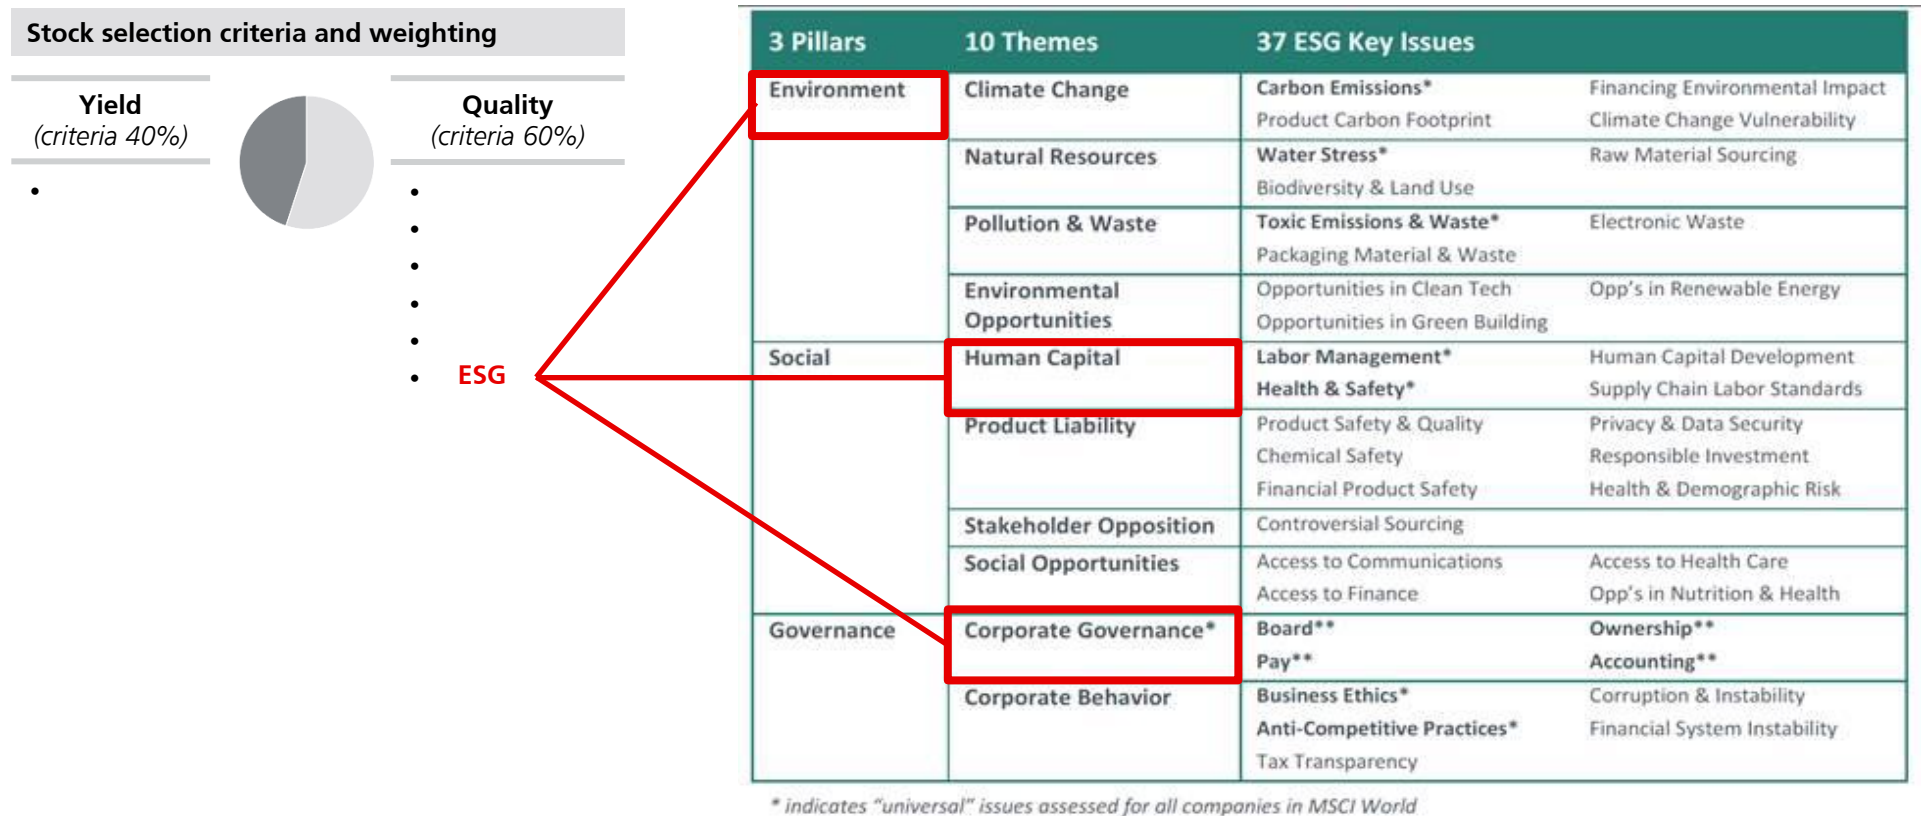 Stock selection criteria and weighting
Yield
(criteria 40%)
Quality
(criteria 60%)
•
•
•
•
•
•
• ESG
3 Pillars 10 Themes 37 ESG Key Issues
Environment Climate Change Carbon Emissions* Financing Environmental Impact
Product Carbon Footprint Climate Change Vulnerability
Natural Resources Water Stress* Raw Material Sourcing
Biodiversity & Land Use
Pollution & Waste Toxic Emissions & Waste* Electronic Waste
Packaging Material & Waste
Environmental Opportunities in Clean Tech Opp's in Renewable Energy
Opportunities Opportunities in Green Building
Social Human Capital Labor Management* Human Capital Development
Health & Safety* Supply Chain Labor Standards
Product Liability Product Safety & Quality Privacy & Data Security
Chemical Safety Responsible Investment
Financial Product Safety Health & Demographic Risk
Stakeholder Opposition Controversial Sourcing
Social Opportunities Access to Communications Access to Health Care
Access to Finance Opp's in Nutrition & Health
Governance Corporate Governance* Board** Ownership**
Pay** Accounting**
Corporate Behavior Business Ethics* Corruption & Instability
Anti-Competitive Practices* Financial System Instability
Tax Transparency
* indicates "universal" issues assessed for all companies in MSCI World